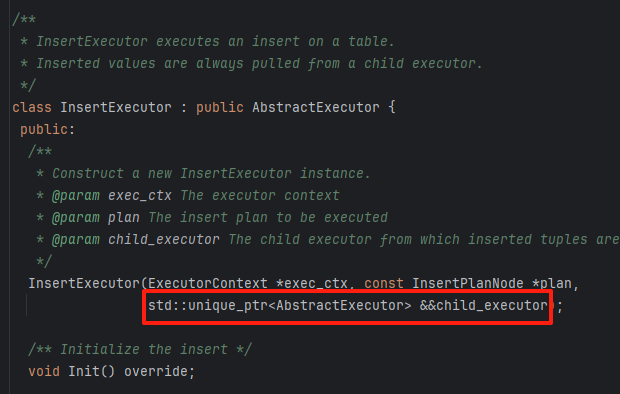 /**
* InsertExecutor executes an insert on a table.
* Inserted values are always pulled from a child executor.
*/
class InsertExecutor : public AbstractExecutor {
public:
/**
* Construct a new InsertExecutor instance.
* @param exec_ctx The executor context
* @param plan The insert plan to be executed
* @param child_executor The child executor from which inserted tuples are
*/
InsertExecutor(ExecutorContext *exec_ctx, const InsertPlanNode *plan,
std::unique_ptr<AbstractExecutor> &&child_executor);
/** Initialize the insert */
void Init() override;